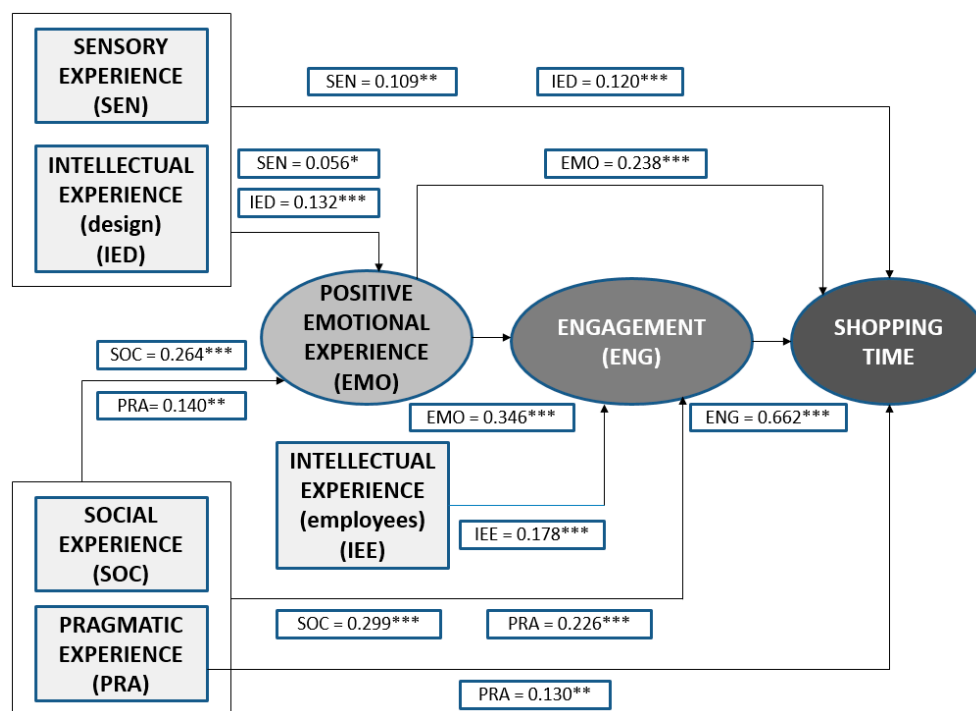 SENSORY
EXPERIENCE
(SEN)
SEN = 0.109**
IED = 0.120***
INTELLECTUAL
EXPERIENCE
(design)
(IED)
SEN = 0.056*
IED = 0.132***
EMO = 0.238***
POSITIVE
EMOTIONAL
EXPERIENCE
(EMO)
ENGAGEMENT
(ENG)
SHOPPING
TIME
SOC = 0.264***
PRA= 0.140**
EMO = 0.346***
ENG = 0.662***
INTELLECTUAL
EXPERIENCE
(employees)
(IEE)
IEE = 0.178***
SOCIAL
EXPERIENCE
(SOC)
SOC = 0.299***
PRA = 0.226***
PRAGMATIC
EXPERIENCE
(PRA)
PRA = 0.130**